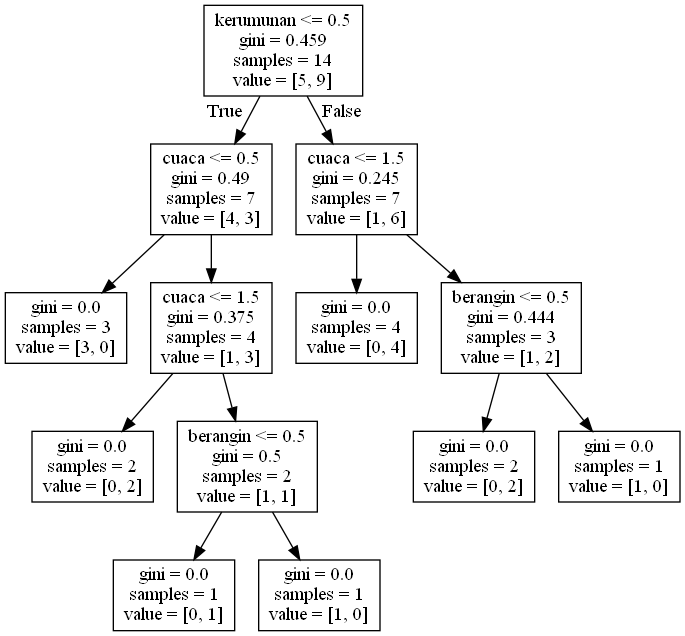 kerumunan <= 0.5
gini = 0.459
samples = 14
value = [5, 9]
True
False
cuaca <= 0.5
gini = 0.49
samples = 7
value = [4, 3]
cuaca <= 1.5
gini = 0.245
samples = 7
value = [1, 6]
gini = 0.0
samples = 3
value = [3, 0]
cuaca <= 1.5
gini = 0.375
samples = 4
value = [1, 3]
gini = 0.0
samples = 4
value = [0, 4]
berangin <= 0.5
gini = 0.444
samples = 3
value = [1, 2]
gini = 0.0
samples = 2
value = [0, 2]
berangin <= 0.5
gini = 0.5
samples = 2
value = [1, 1]
gini = 0.0
samples = 2
value = [0, 2]
gini = 0.0
samples = 1
value = [1, 0]
gini = 0.0
samples = 1
value = [0, 1]
gini = 0.0
samples = 1
value = [1, 0]